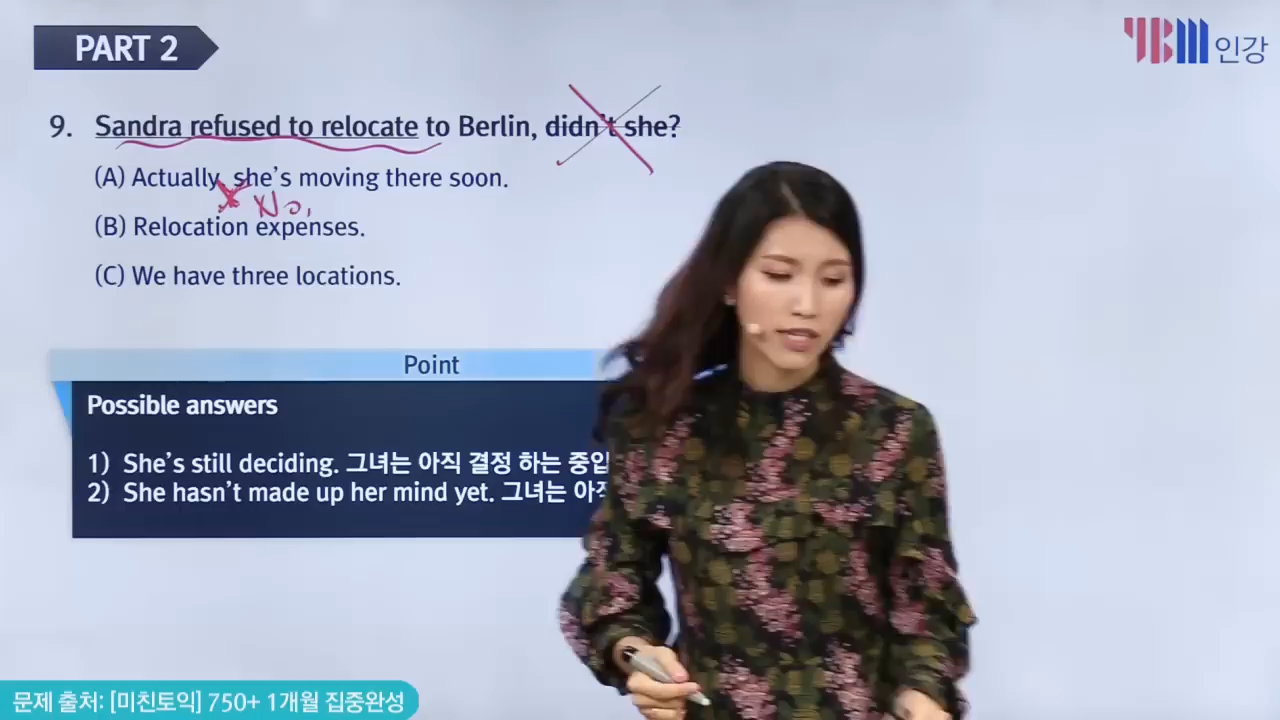 PART 2
YBM 인강
9. Sandra refused to relocate to Berlin, didn't she?
(A) Actually, she's moving there soon.
No,
(B) Relocation expenses.
(C) We have three locations.
Point
Possible answers
1) She's still deciding. 그녀는 아직 결정 하는 중입
2) She hasn't made up her mind yet. 그녀는 아직
문제 출처: [미친토익] 750+ 1개월 집중완성